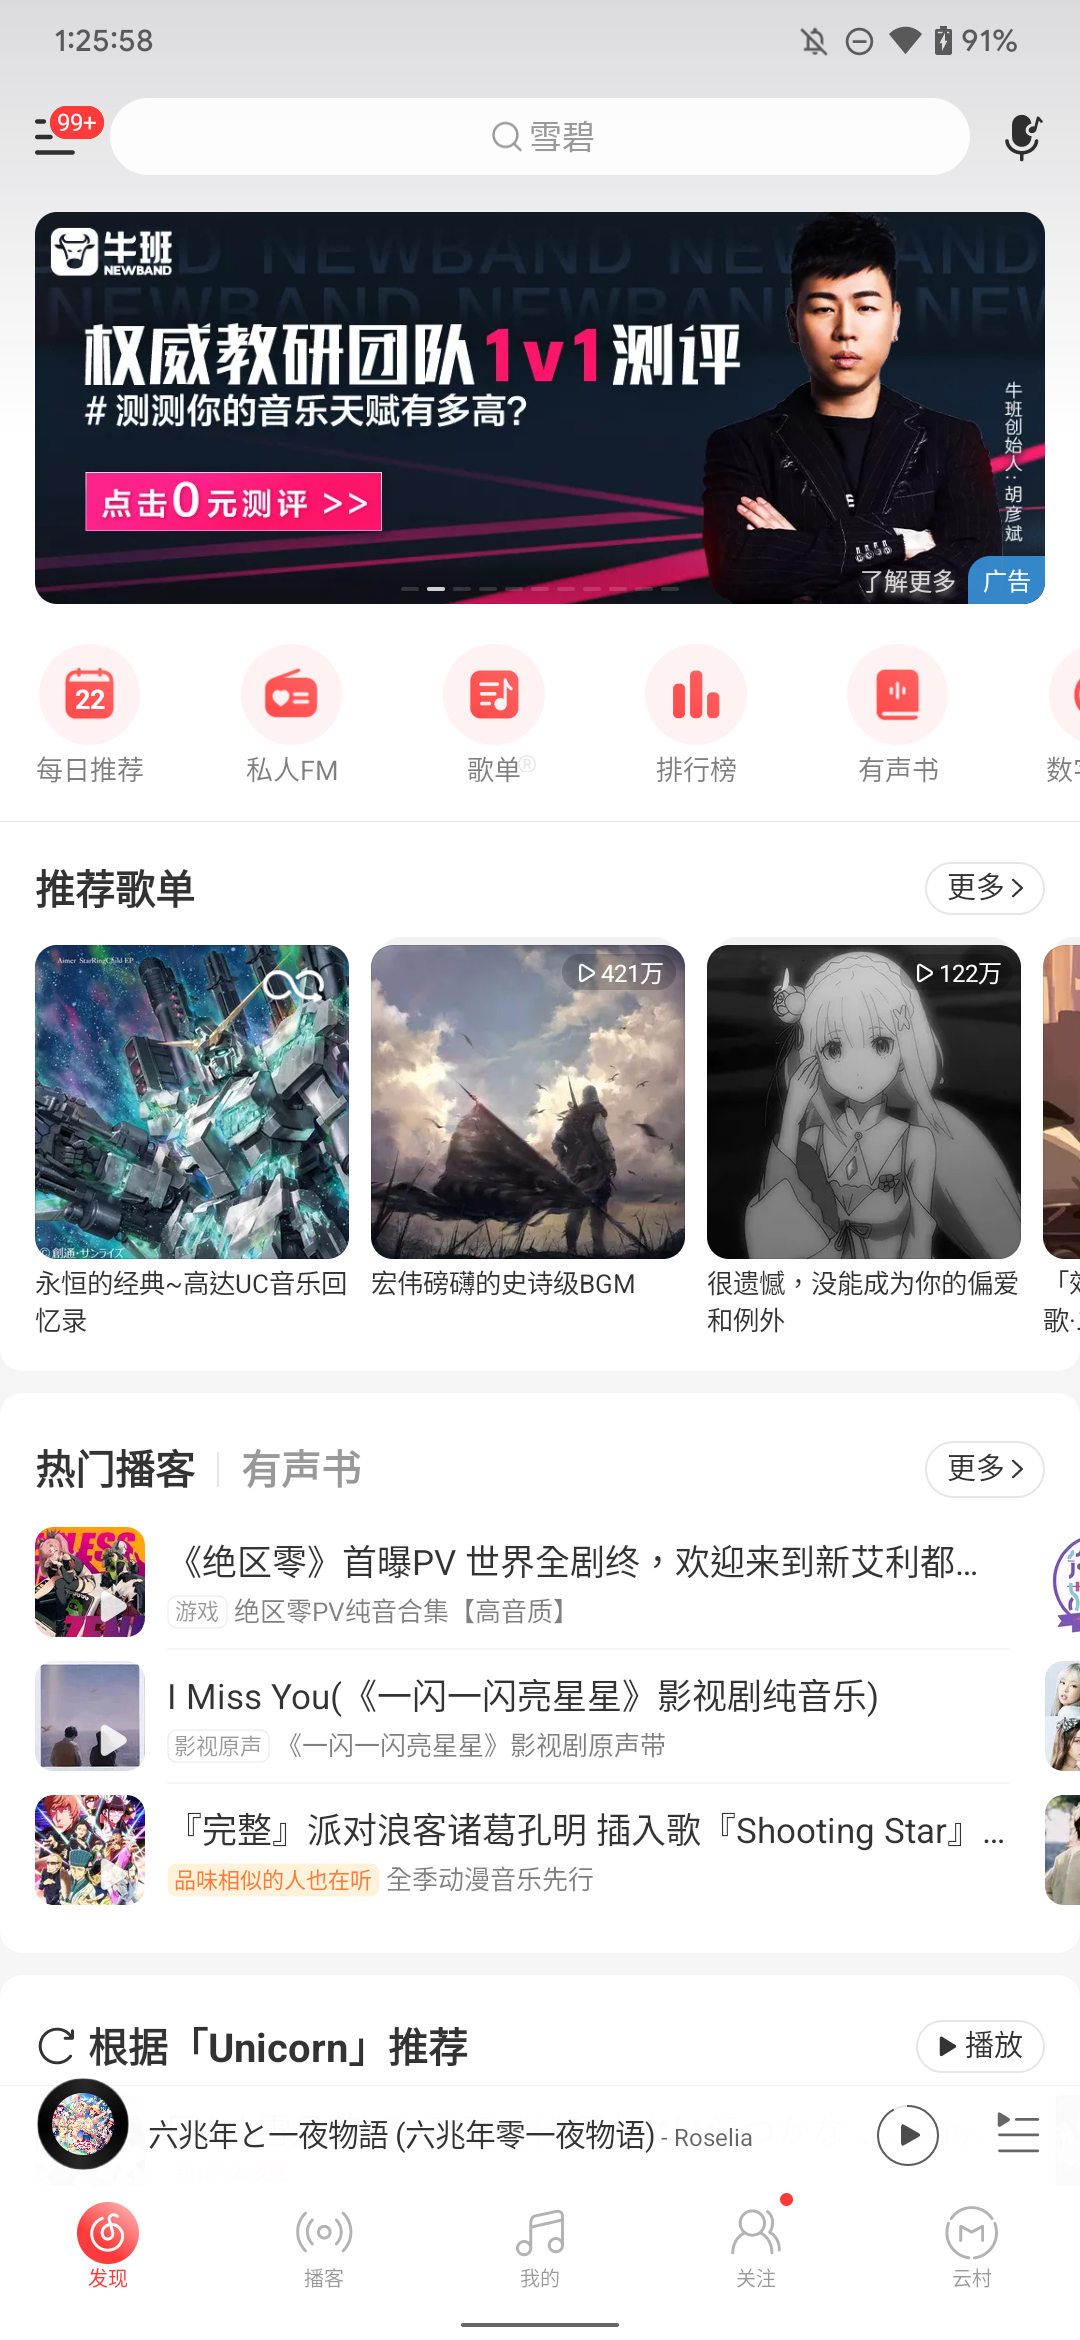 1:25:58
91%
99+
雪碧
牛班
NEWBAND
权威教研团队1v1测评
#测测你的音乐天赋有多高?
点击0元测评 >>
牛班创始人:胡彦斌
了解更多
广告
22
每日推荐
私人FM
歌单®
排行榜
有声书
数字
推荐歌单
更多
Aimer StarRingChild EP
421万
122万
©創通・サンライズ
永恒的经典~高达UC音乐回
忆录
宏伟磅礴的史诗级BGM
很遗憾，没能成为你的偏爱
和例外
歌·
热门播客
有声书
更多
《绝区零》首曝PV 世界全剧终，欢迎来到新艾利都...
游戏 绝区零PV纯音合集【高音质】
I Miss You(《一闪一闪亮星星》影视剧纯音乐)
影视原声 《一闪一闪亮星星》影视剧原声带
『完整』派对浪客诸葛孔明 插入歌『Shooting Star』...
品味相似的人也在听 全季动漫音乐先行
根据「Unicorn」推荐
播放
六兆年と一夜物語 (六兆年零一夜物语) - Roselia
发现
播客
我的
关注
云村